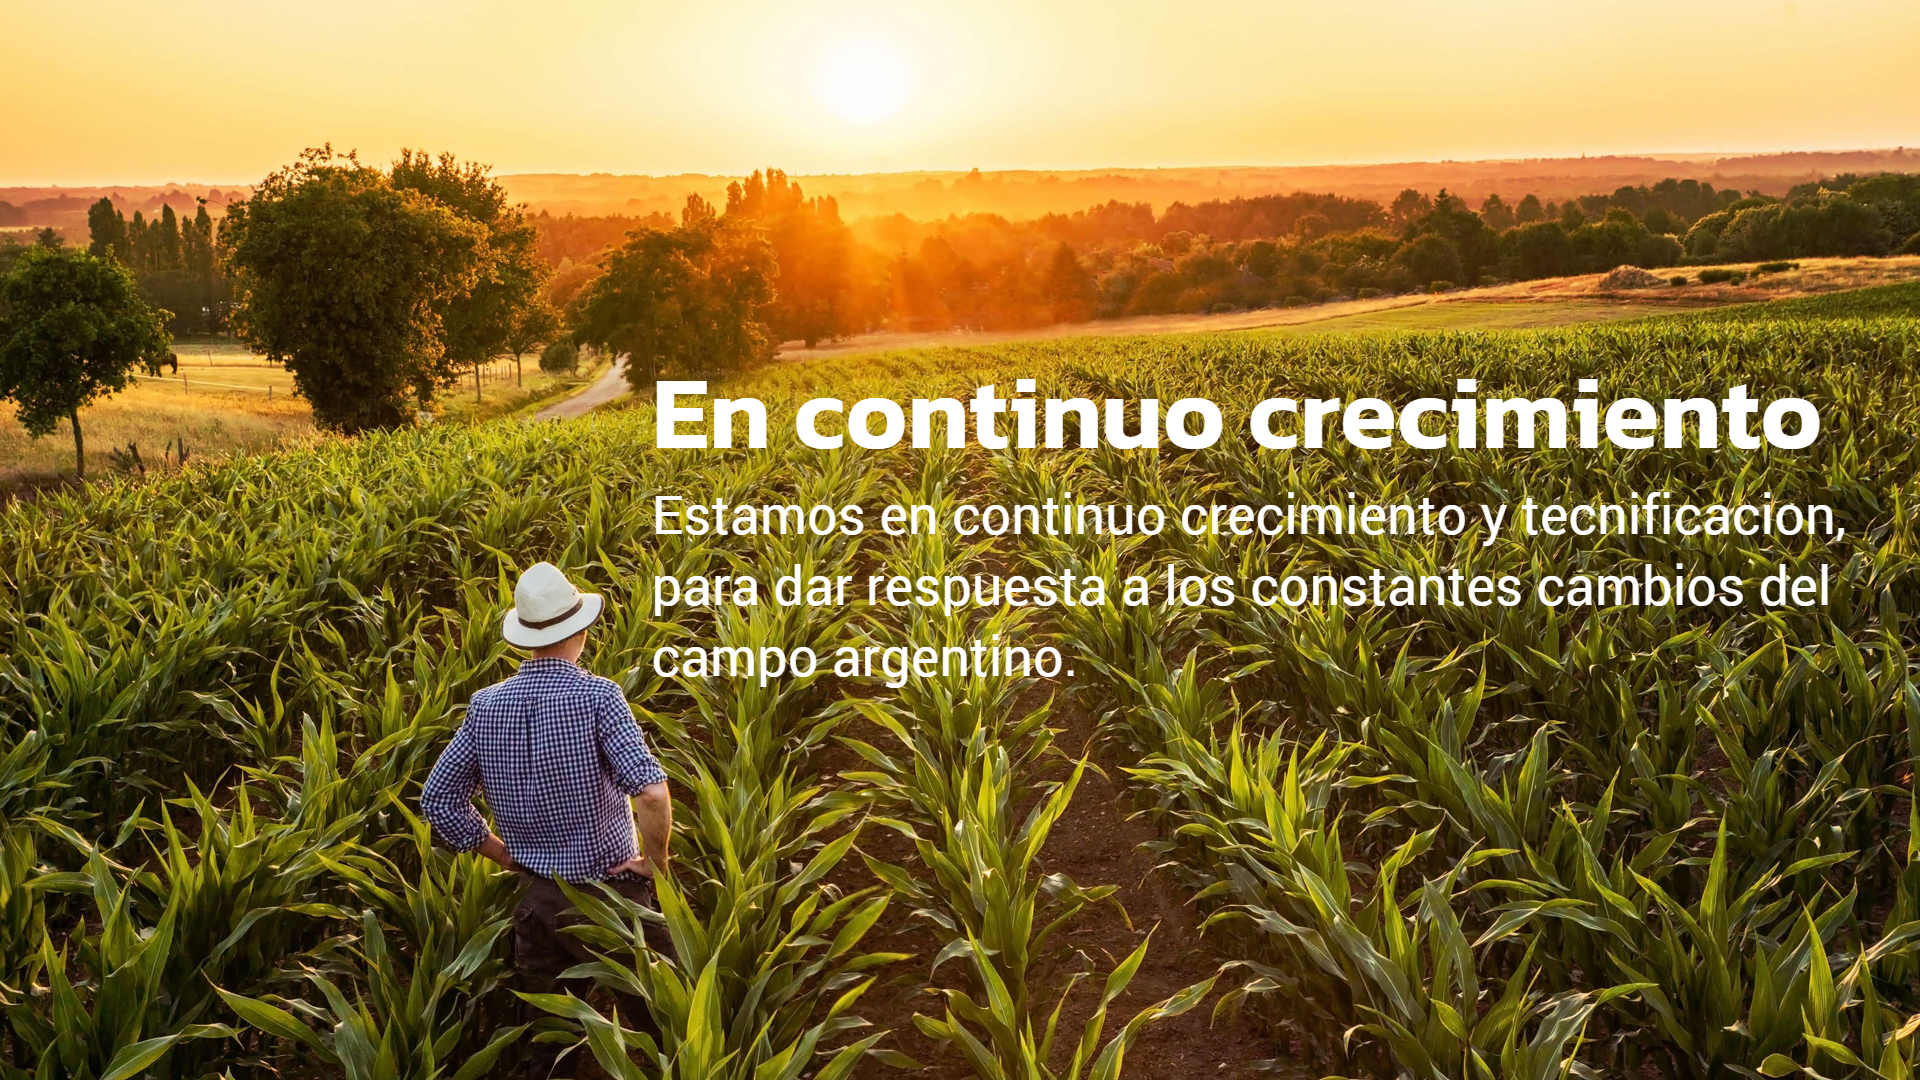 En continuo crecimiento
Estamos en continuo crecimiento y tecnificacion,
para dar respuesta a los constantes cambios del
campo argentino.